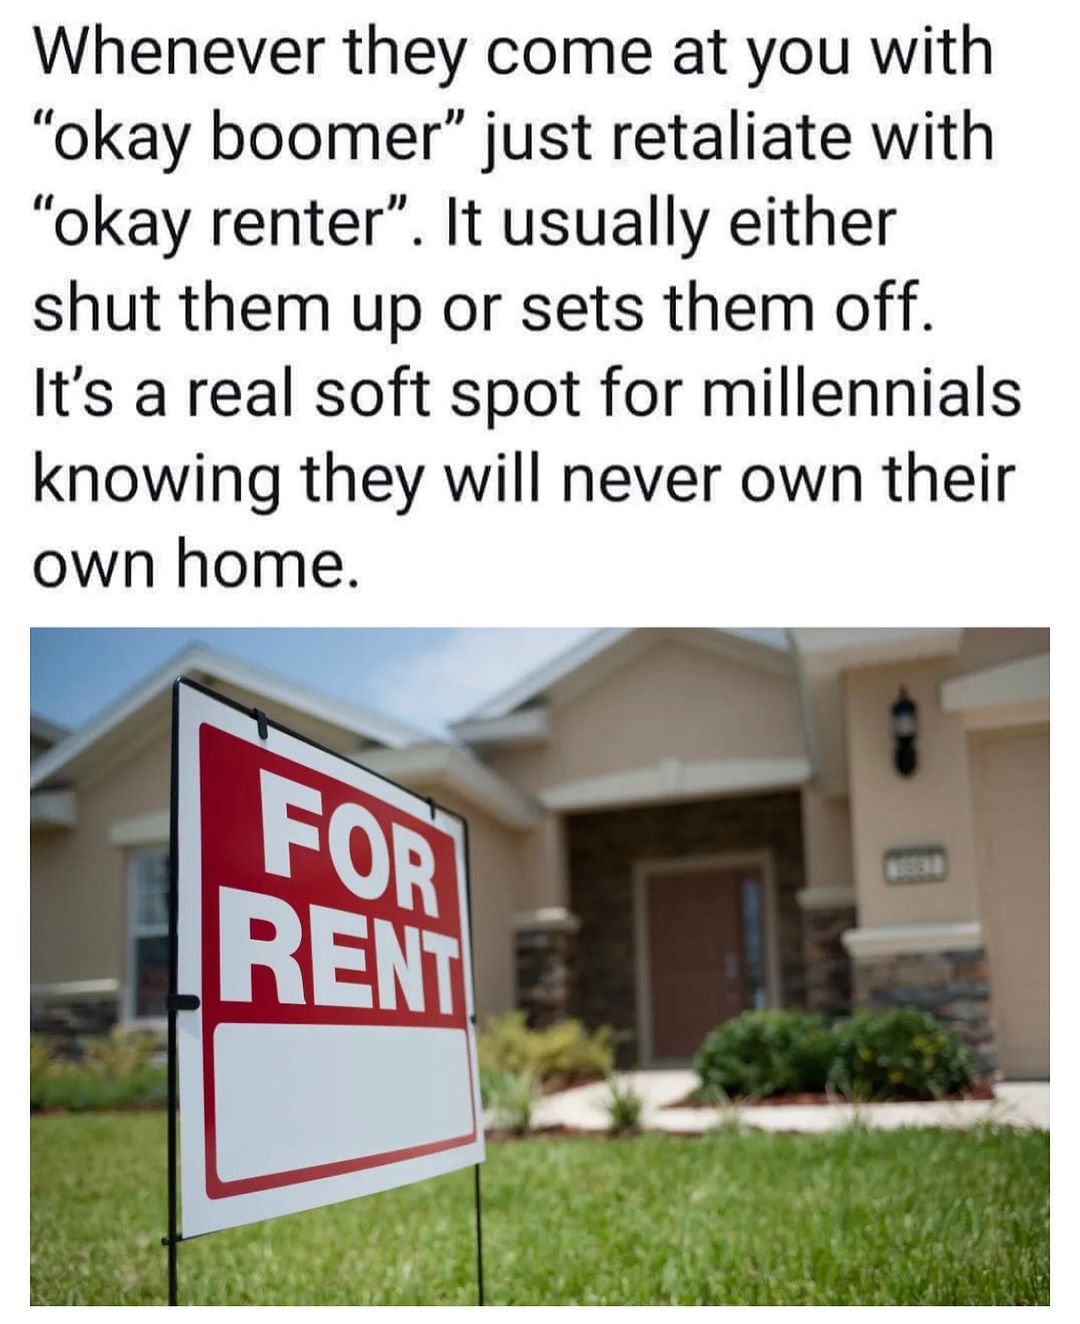 Whenever they come at you with
“okay boomer” just retaliate with
“okay renter”. It usually either
shut them up or sets them off.
It’s a real soft spot for millennials
knowing they will never own their
own home.
FOR
RENT